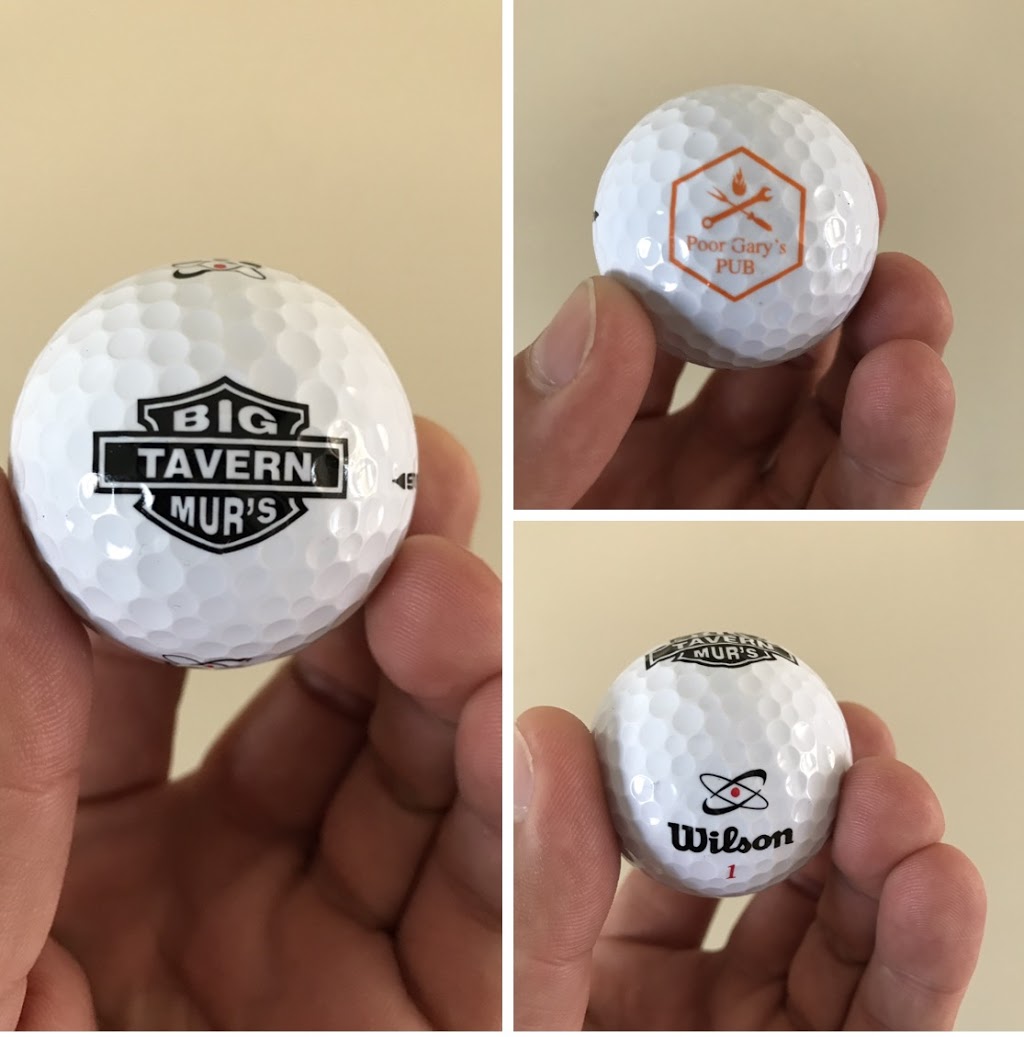 BIG
TAVERN
MUR'S
Poor Gary's
PUB
TAVERN
MUR'S
Wilson
1